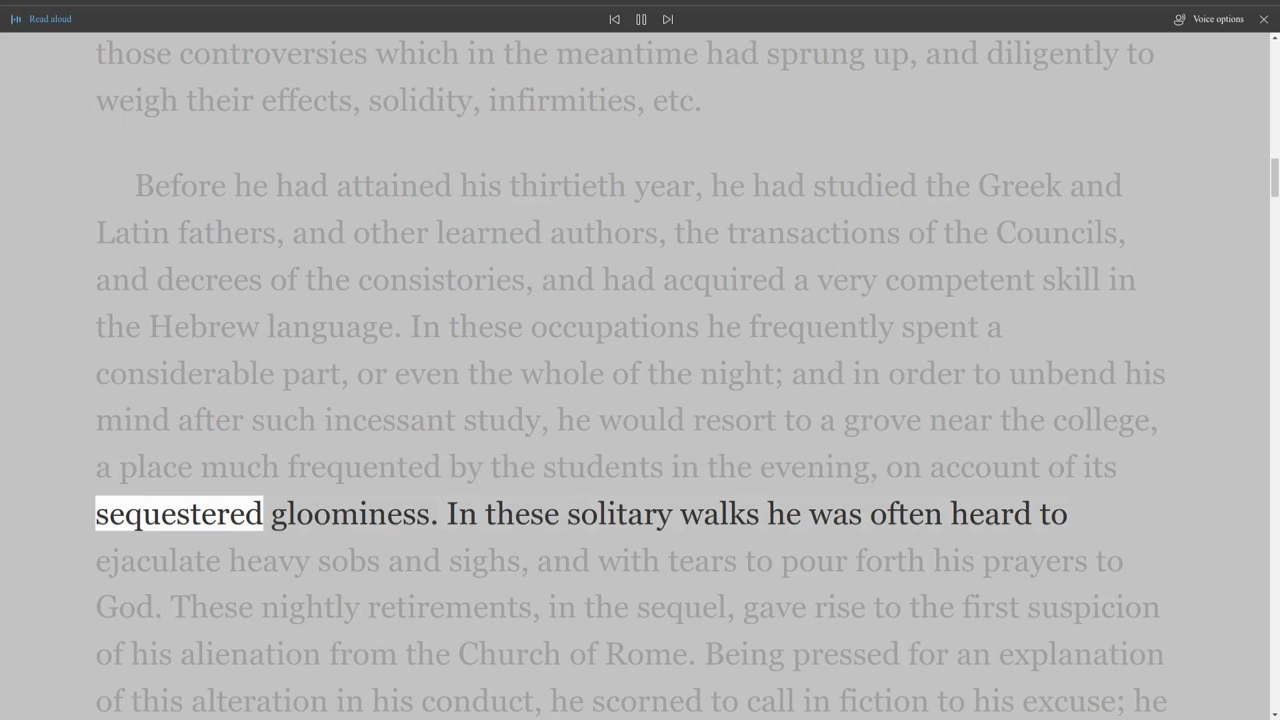 Read aloud
Voice options
those controversies which in the meantime had sprung up, and diligently to
weigh their effects, solidity, infirmities, etc.
Before he had attained his thirtieth year, he had studied the Greek and
Latin fathers, and other learned authors, the transactions of the Councils,
and decrees of the consistories, and had acquired a very competent skill in
the Hebrew language. In these occupations he frequently spent a
considerable part, or even the whole of the night; and in order to unbend his
mind after such incessant study, he would resort to a grove near the college,
a place much frequented by the students in the evening, on account of its
sequestered gloominess. In these solitary walks he was often heard to
ejaculate heavy sobs and sighs, and with tears to pour forth his prayers to
God. These nightly retirements, in the sequel, gave rise to the first suspicion
of his alienation from the Church of Rome. Being pressed for an explanation
of this alteration in his conduct, he scorned to call in fiction to his excuse; he